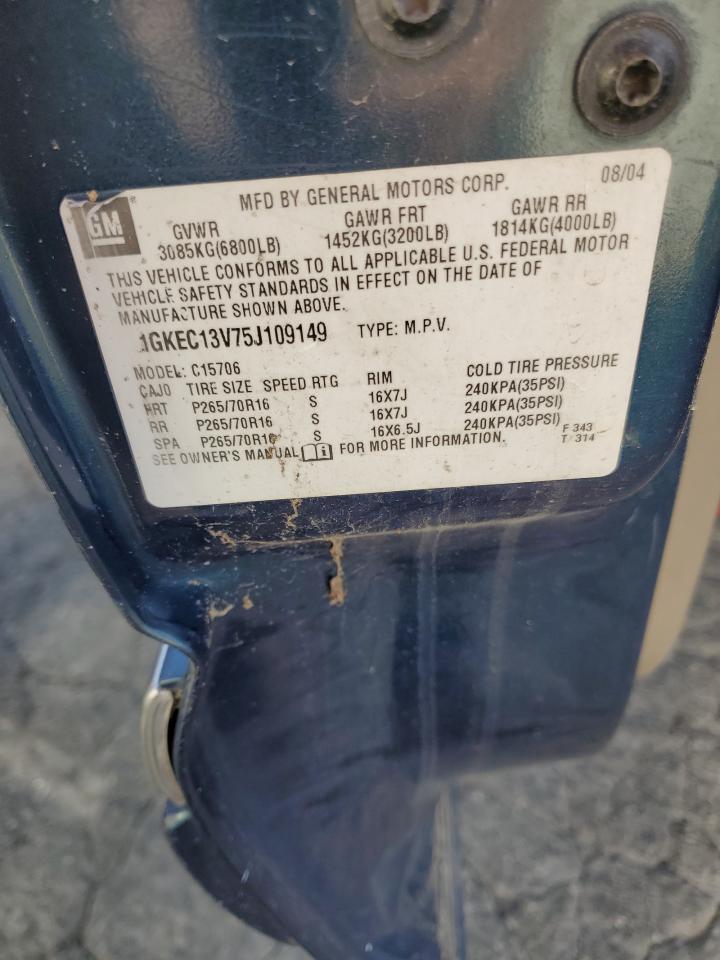 GM
MFD BY GENERAL MOTORS CORP. 08/04
GVWR GAWR FRT GAWR RR
3085KG(6800LB) 1452KG(3200LB) 1814KG(4000LB)
THIS VEHICLE CONFORMS TO ALL APPLICABLE U.S. FEDERAL MOTOR
VEHICLE SAFETY STANDARDS IN EFFECT ON THE DATE OF
MANUFACTURE SHOWN ABOVE.
1GKEC13V75J109149 TYPE: M.P.V.
MODEL: C15706
CAJ0 TIRE SIZE SPEED RTG RIM COLD TIRE PRESSURE
FRT P265/70R16 S 16X7J 240KPA(35PSI)
RR P265/70R16 S 16X7J 240KPA(35PSI)
SPA P265/70R16 S 16X6.5J 240KPA(35PSI)
SEE OWNER'S MANUAL FOR MORE INFORMATION.
F 343
T 314